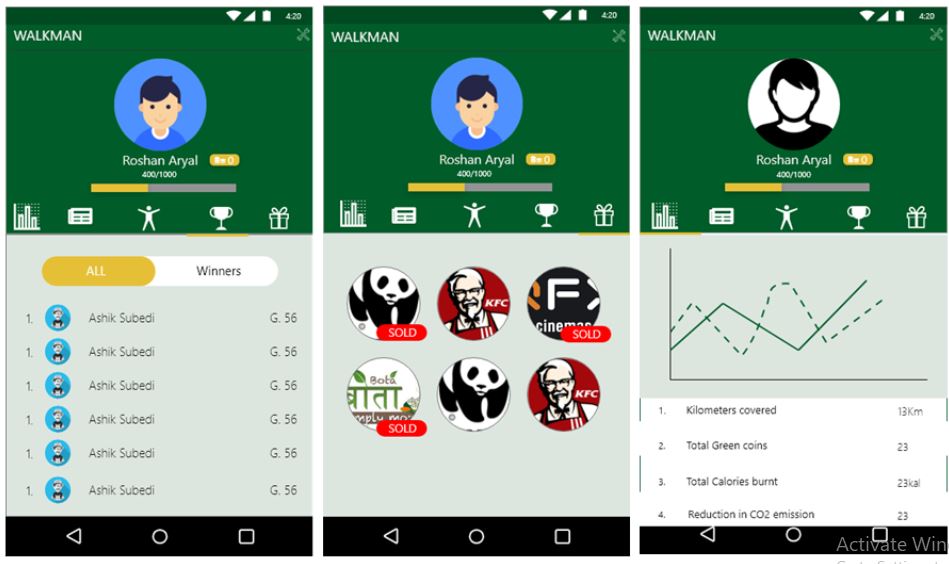 4:20
WALKMAN
Roshan Aryal 0
400/1000
ALL Winners
1. Ashik Subedi G. 56
1. Ashik Subedi G. 56
1. Ashik Subedi G. 56
1. Ashik Subedi G. 56
1. Ashik Subedi G. 56
1. Ashik Subedi G. 56
4:20
WALKMAN
Roshan Aryal 0
400/1000
SOLD
KFC
QFX
cinemas
SOLD
Bota
बोटा
SOLD
KFC
4:20
WALKMAN
Roshan Aryal 0
400/1000
1. Kilometers covered 13Km
2. Total Green coins 23
3. Total Calories burnt 23kal
4. Reduction in CO2 emission 23
Activate Win